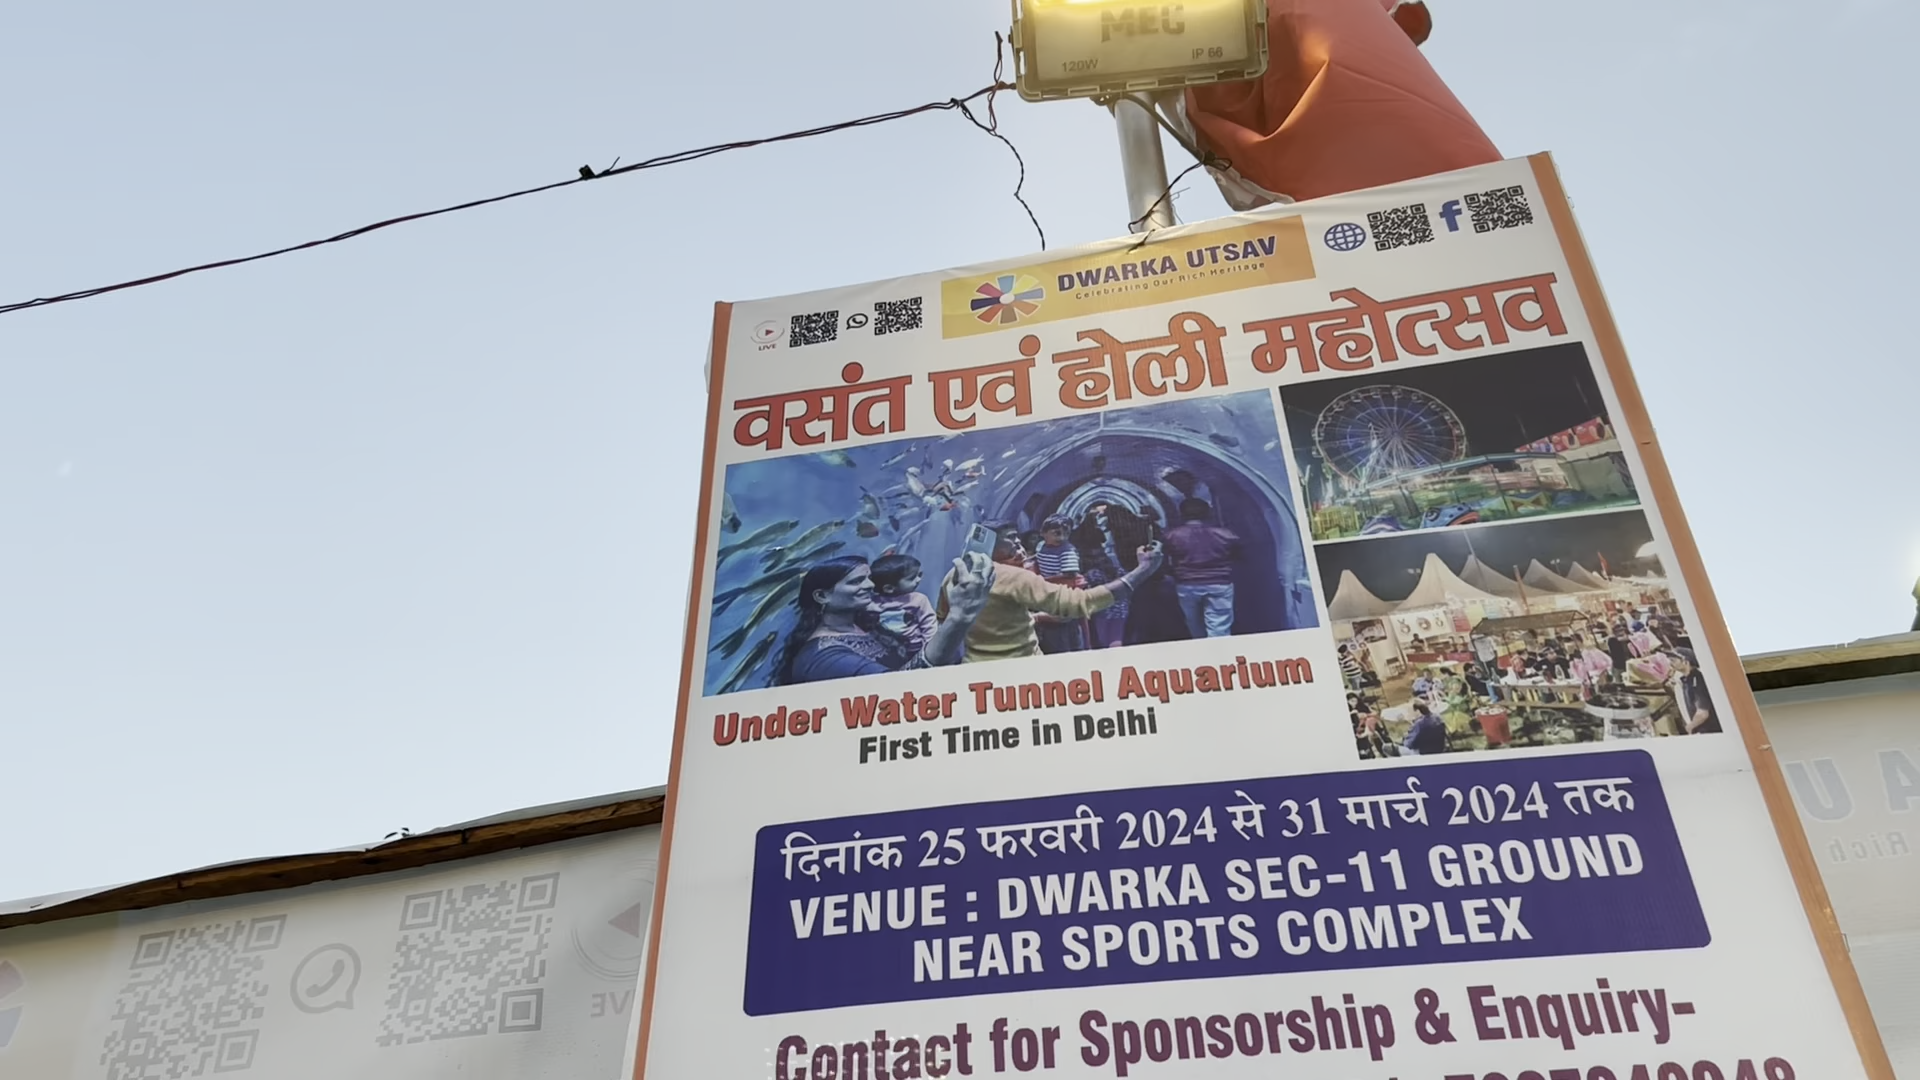 MEC
120W IP 66
DWARKA UTSAV
Celebrating Our Rich Heritage
LIVE
वसंत एवं होली महोत्सव
Under Water Tunnel Aquarium
First Time in Delhi
दिनांक 25 फरवरी 2024 से 31 मार्च 2024 तक
VENUE : DWARKA SEC-11 GROUND
NEAR SPORTS COMPLEX
Contact for Sponsorship & Enquiry-